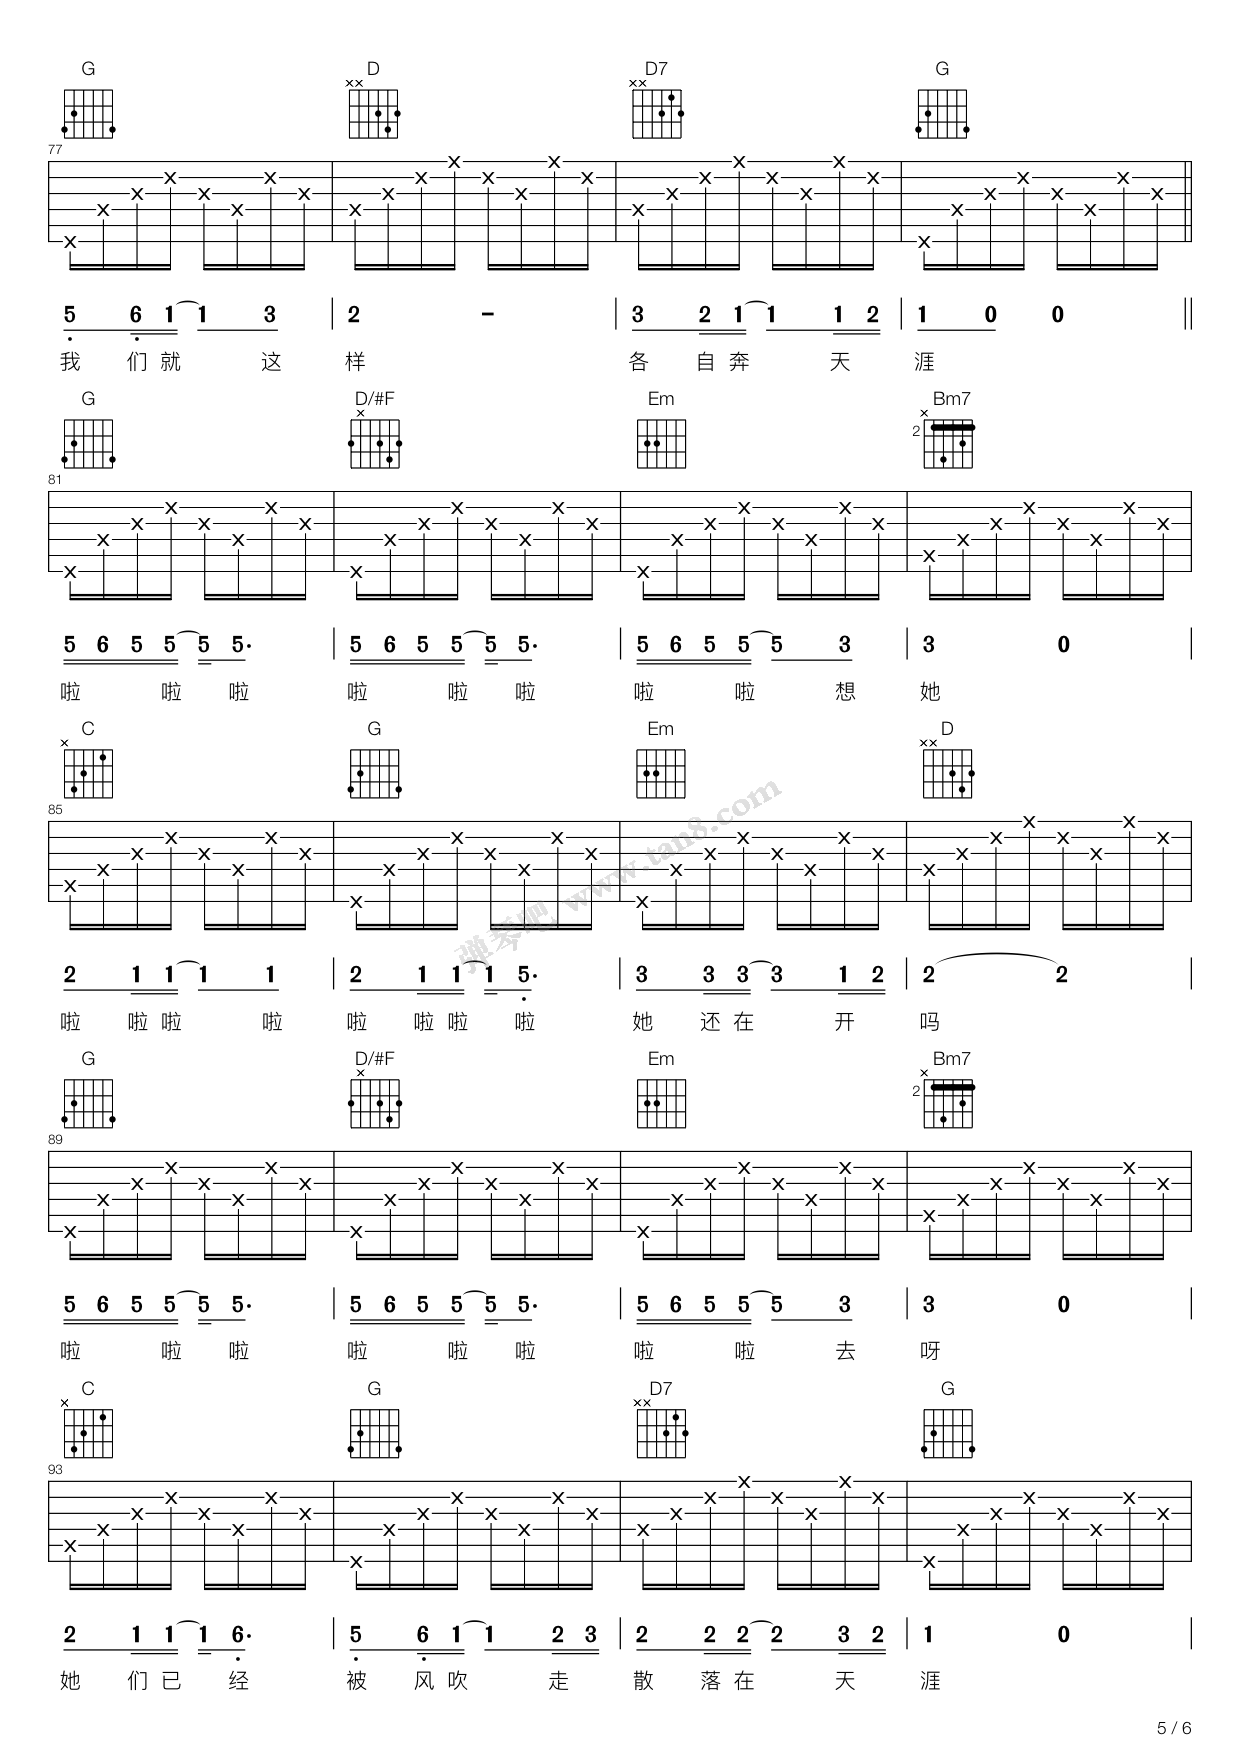 G D D7 G
×× ××
77
5 6 1 1 3 2 - 3 2 1 1 1 2 1 0 0
我 们 就 这 样 各 自 奔 天 涯
G D/#F Em Bm7
× ×
2
81
5 6 5 5 5 5. 5 6 5 5 5 5. 5 6 5 5 5 3 3 0
啦 啦 啦 啦 啦 啦 啦 啦 想 她
C G Em D
× ××
85
2 1 1 1 1 2 1 1 1 5. 3 3 3 3 1 2 2 2
啦 啦 啦 啦 啦 啦 啦 啦 她 还 在 开 吗
弹琴吧 www.tan8.com
G D/#F Em Bm7
× ×
2
89
5 6 5 5 5 5. 5 6 5 5 5 5. 5 6 5 5 5 3 3 0
啦 啦 啦 啦 啦 啦 啦 啦 去 呀
C G D7 G
× ××
93
2 1 1 1 6. 5 6 1 1 2 3 2 2 2 2 3 2 1 0
她 们 已 经 被 风 吹 走 散 落 在 天 涯
5 / 6